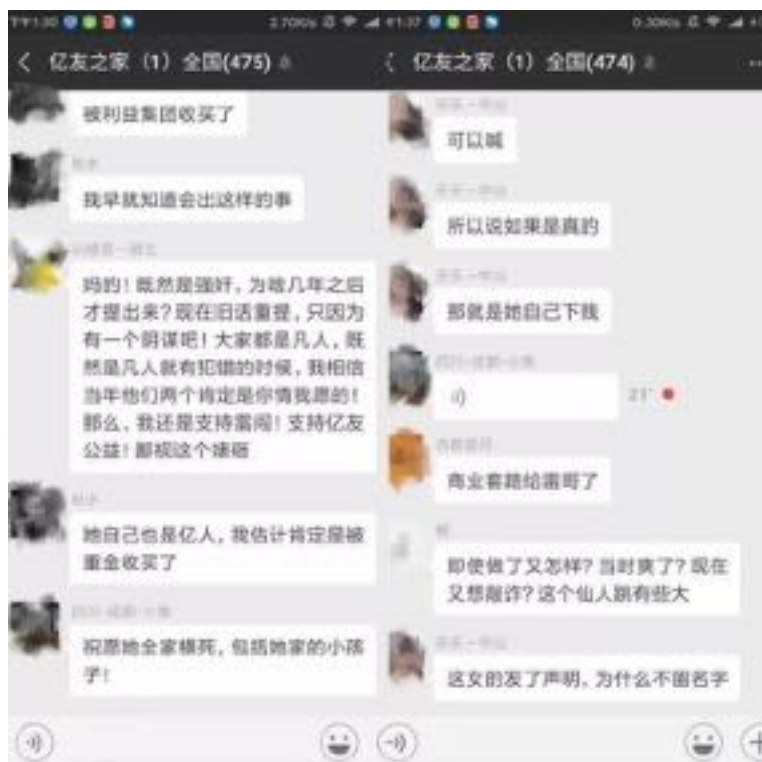 亿友之家（1）全国(475)
被利益集团收买了
我早就知道会出这样的事
妈的！既然是强奸，为啥几年之后
才提出来？现在旧话重提，只因为
有一个阴谋吧！大家都是凡人，既
然是凡人就有犯错的时候，我相信
当年他们两个肯定是你情我愿的！
那么，我还是支持雷闯！支持亿友
公益！鄙视这个婊砸
她自己也是亿人，我估计肯定是被
重金收买了
祝愿她全家横死，包括她家的小孩
子！
1:37
亿友之家（1）全国(474)
可以喊
所以说如果是真的
那就是她自己下贱
21"
商业套路给雷哥了
即使做了又怎样？当时爽了？现在
又想敲诈？这个仙人跳有些大
这女的发了声明，为什么不留名字